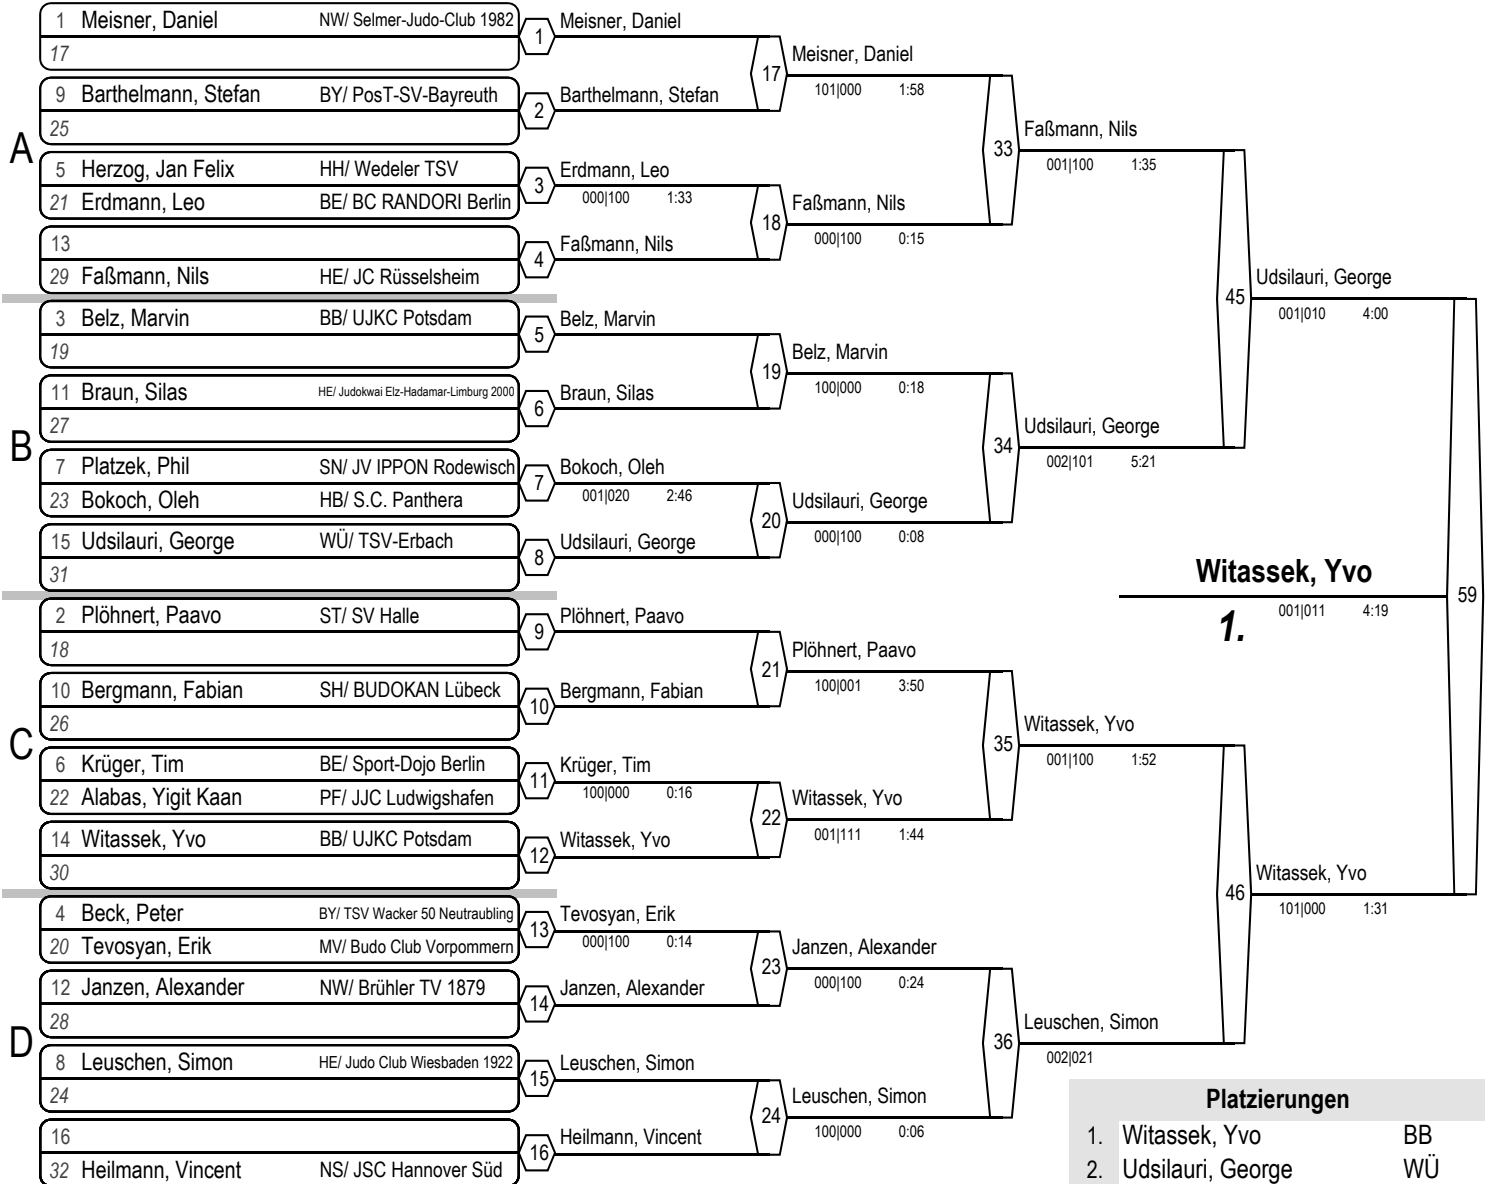 1 Meisner, Daniel NW/ Selmer-Judo-Club 1982
17
1
Meisner, Daniel
9 Barthelmann, Stefan BY/ PosT-SV-Bayreuth
25
2
Barthelmann, Stefan
17
Meisner, Daniel
101|000 1:58
A
5 Herzog, Jan Felix HH/ Wedeler TSV
21 Erdmann, Leo BE/ BC RANDORI Berlin
3
Erdmann, Leo
000|100 1:33
13
29 Faßmann, Nils HE/ JC Rüsselsheim
4
Faßmann, Nils
18
Faßmann, Nils
000|100 0:15
33
Faßmann, Nils
001|100 1:35
3 Belz, Marvin BB/ UJKC Potsdam
19
5
Belz, Marvin
11 Braun, Silas HE/ Judokwai Elz-Hadamar-Limburg 2000
27
6
Braun, Silas
19
Belz, Marvin
100|000 0:18
B
7 Platzek, Phil SN/ JV IPPON Rodewisch
23 Bokoch, Oleh HB/ S.C. Panthera
7
Bokoch, Oleh
001|020 2:46
15 Udsilauri, George WÜ/ TSV-Erbach
31
8
Udsilauri, George
20
Udsilauri, George
000|100 0:08
34
Udsilauri, George
002|101 5:21
45
Udsilauri, George
001|010 4:00
2 Plöhnert, Paavo ST/ SV Halle
18
9
Plöhnert, Paavo
10 Bergmann, Fabian SH/ BUDOKAN Lübeck
26
10
Bergmann, Fabian
21
Plöhnert, Paavo
100|001 3:50
C
6 Krüger, Tim BE/ Sport-Dojo Berlin
22 Alabas, Yigit Kaan PF/ JJC Ludwigshafen
11
Krüger, Tim
100|000 0:16
14 Witassek, Yvo BB/ UJKC Potsdam
30
12
Witassek, Yvo
22
Witassek, Yvo
001|111 1:44
35
Witassek, Yvo
001|100 1:52
4 Beck, Peter BY/ TSV Wacker 50 Neutraubling
20 Tevosyan, Erik MV/ Budo Club Vorpommern
13
Tevosyan, Erik
000|100 0:14
12 Janzen, Alexander NW/ Brühler TV 1879
28
14
Janzen, Alexander
23
Janzen, Alexander
000|100 0:24
D
8 Leuschen, Simon HE/ Judo Club Wiesbaden 1922
24
15
Leuschen, Simon
16
32 Heilmann, Vincent NS/ JSC Hannover Süd
16
Heilmann, Vincent
24
Leuschen, Simon
100|000 0:06
36
Leuschen, Simon
002|021
46
Witassek, Yvo
101|000 1:31
59
Witassek, Yvo
1. 001|011 4:19
Platzierungen
1. Witassek, Yvo BB
2. Udsilauri, George WÜ